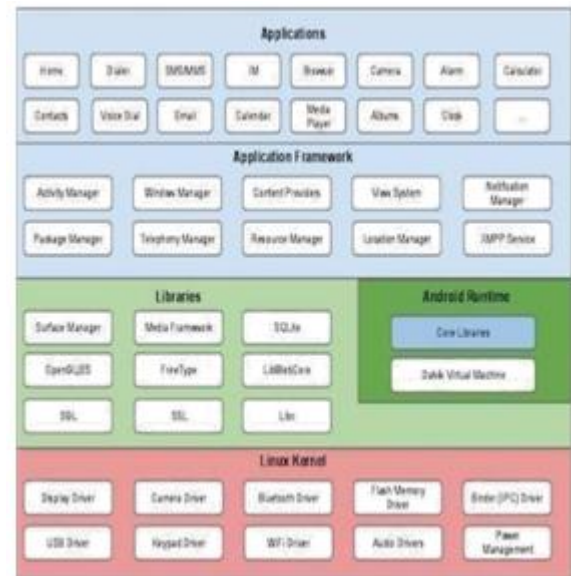 Applications
Home Dialer SMS/MMS IM Browser Camera Alarm Calculator
Contacts Voice Dial Email Calendar Media Player Albums Clock ...
Application Framework
Activity Manager Window Manager Content Providers View System Notification Manager
Package Manager Telephony Manager Resource Manager Location Manager XMPP Service
Libraries
Surface Manager Media Framework SQLite
OpenGL|ES FreeType LibWebCore
SGL SSL Libc
Android Runtime
Core Libraries
Dalvik Virtual Machine
Linux Kernel
Display Driver Camera Driver Bluetooth Driver Flash Memory Driver Binder (IPC) Driver
USB Driver Keypad Driver WiFi Driver Audio Drivers Power Management